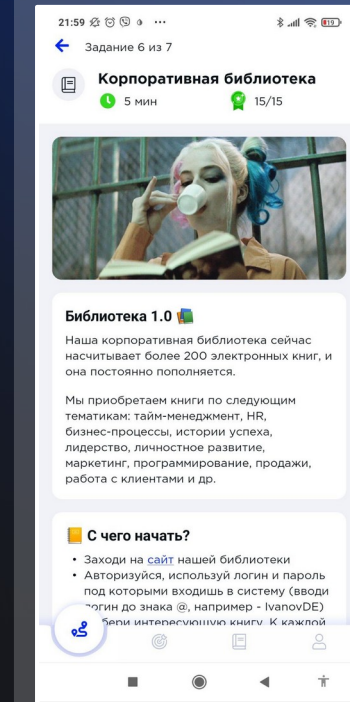 21:59
19
Задание 6 из 7
Корпоративная библиотека
5 мин
15/15
Библиотека 1.0
Наша корпоративная библиотека сейчас
насчитывает более 200 электронных книг, и
она постоянно пополняется.
Мы приобретаем книги по следующим
тематикам: тайм-менеджмент, HR,
бизнес-процессы, истории успеха,
лидерство, личностное развитие,
маркетинг, программирование, продажи,
работа с клиентами и др.
С чего начать?
• Заходи на сайт нашей библиотеки
• Авторизуйся, используй логин и пароль
под которыми входишь в систему (вводи
логин до знака @, например - IvanovDE)
интересующую книгу. К каждой